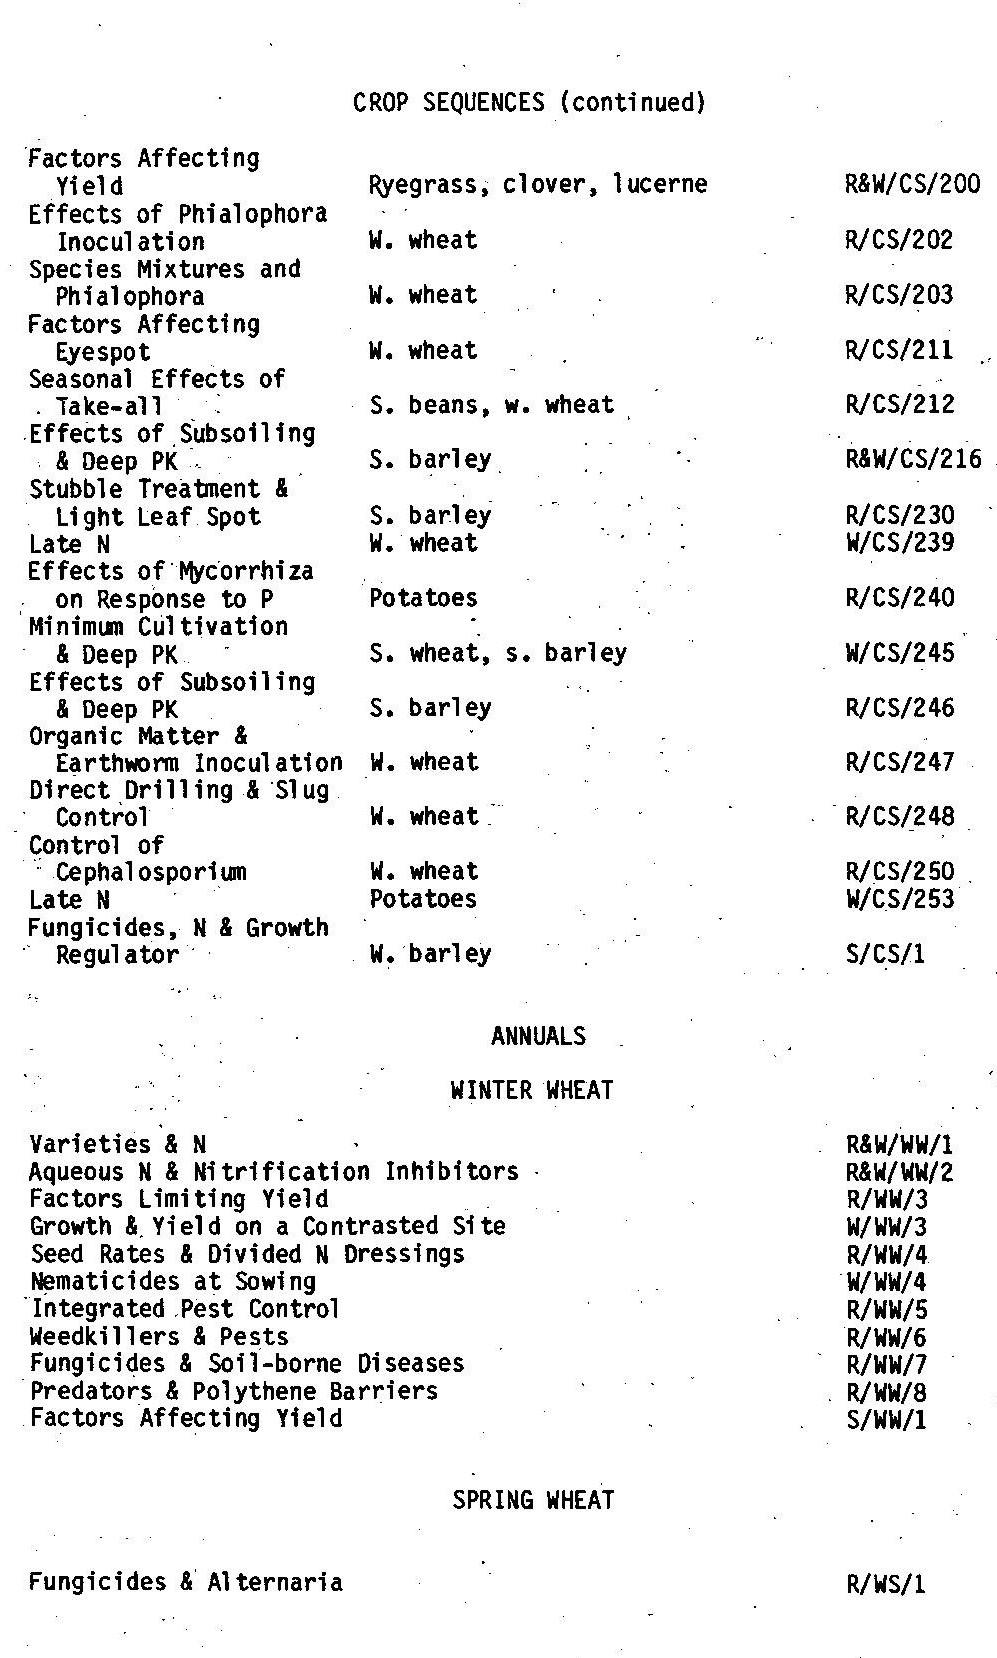 CROP SEQUENCES (continued)
Factors Affecting
Yield Ryegrass, clover, lucerne R&W/CS/200
Effects of Phialophora
Inoculation W. wheat R/CS/202
Species Mixtures and
Phialophora W. wheat R/CS/203
Factors Affecting
Eyespot W. wheat R/CS/211
Seasonal Effects of
Take-all S. beans, w. wheat R/CS/212
Effects of Subsoiling
& Deep PK S. barley R&W/CS/216
Stubble Treatment &
Light Leaf Spot S. barley R/CS/230
Late N W. wheat W/CS/239
Effects of Mycorrhiza
on Response to P Potatoes R/CS/240
Minimum Cultivation
& Deep PK S. wheat, s. barley W/CS/245
Effects of Subsoiling
& Deep PK S. barley R/CS/246
Organic Matter &
Earthworm Inoculation W. wheat R/CS/247
Direct Drilling & Slug
Control W. wheat R/CS/248
Control of
Cephalosporium W. wheat R/CS/250
Late N Potatoes W/CS/253
Fungicides, N & Growth
Regulator W. barley S/CS/1
ANNUALS
WINTER WHEAT
Varieties & N R&W/WW/1
Aqueous N & Nitrification Inhibitors R&W/WW/2
Factors Limiting Yield R/WW/3
Growth & Yield on a Contrasted Site W/WW/3
Seed Rates & Divided N Dressings R/WW/4
Nematicides at Sowing W/WW/4
Integrated Pest Control R/WW/5
Weedkillers & Pests R/WW/6
Fungicides & Soil-borne Diseases R/WW/7
Predators & Polythene Barriers R/WW/8
Factors Affecting Yield S/WW/1
SPRING WHEAT
Fungicides & Alternaria R/WS/1